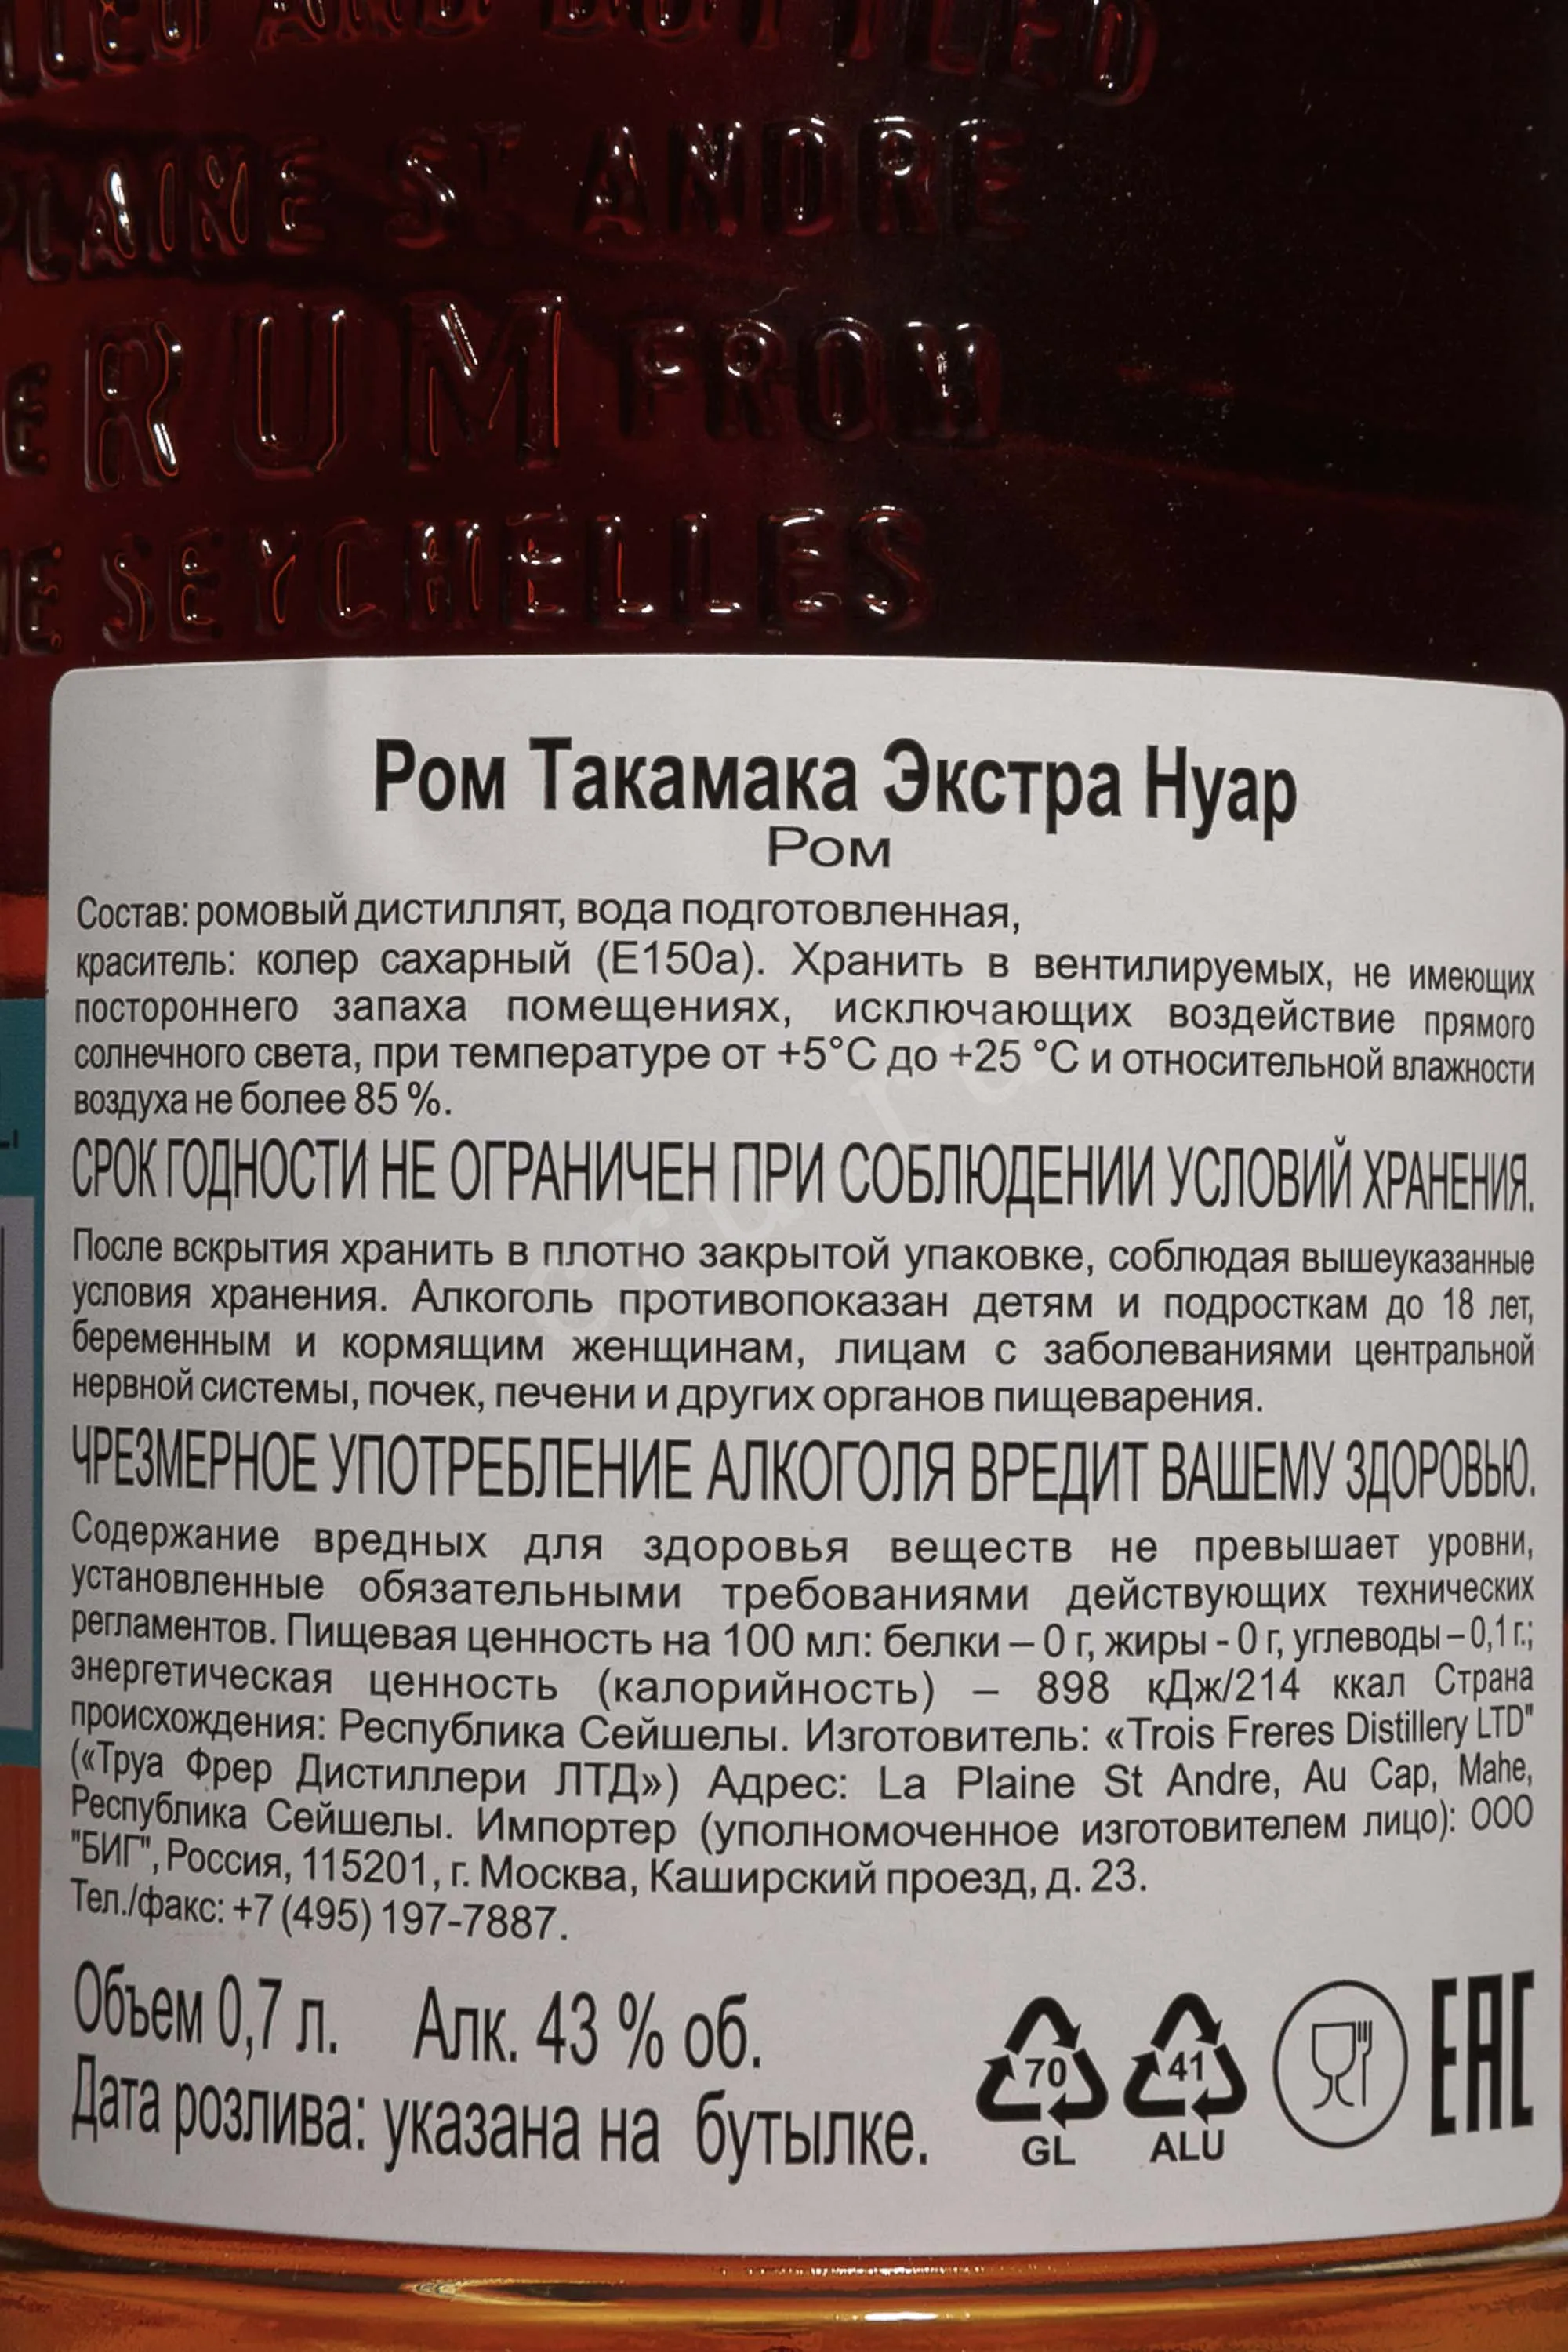 AND BOTTLED
PLAINE ST ANDRE
RUM FROM
SEYCHELLES
Ром Такамака Экстра Нуар
Ром
Состав: ромовый дистиллят, вода подготовленная,
краситель: колер сахарный (Е150а). Хранить в вентилируемых, не имеющих
постороннего запаха помещениях, исключающих воздействие прямого
солнечного света, при температуре от +5°С до +25 °С и относительной влажности
воздуха не более 85 %.
СРОК ГОДНОСТИ НЕ ОГРАНИЧЕН ПРИ СОБЛЮДЕНИИ УСЛОВИЙ ХРАНЕНИЯ.
После вскрытия хранить в плотно закрытой упаковке, соблюдая вышеуказанные
условия хранения. Алкоголь противопоказан детям и подросткам до 18 лет,
беременным и кормящим женщинам, лицам с заболеваниями центральной
нервной системы, почек, печени и других органов пищеварения.
ЧРЕЗМЕРНОЕ УПОТРЕБЛЕНИЕ АЛКОГОЛЯ ВРЕДИТ ВАШЕМУ ЗДОРОВЬЮ.
Содержание вредных для здоровья веществ не превышает уровни,
установленные обязательными требованиями действующих технических
регламентов. Пищевая ценность на 100 мл: белки – 0 г, жиры - 0 г, углеводы – 0,1 г.;
энергетическая ценность (калорийность) – 898 кДж/214 ккал Страна
происхождения: Республика Сейшелы. Изготовитель: «Trois Freres Distillery LTD"
(«Труа Фрер Дистиллери ЛТД») Адрес: La Plaine St Andre, Au Cap, Mahe,
Республика Сейшелы. Импортер (уполномоченное изготовителем лицо): ООО
"БИГ", Россия, 115201, г. Москва, Каширский проезд, д. 23.
Тел./факс: +7 (495) 197-7887.
Объем 0,7 л. Алк. 43 % об.
Дата розлива: указана на бутылке.
70 41
GL ALU
EAC